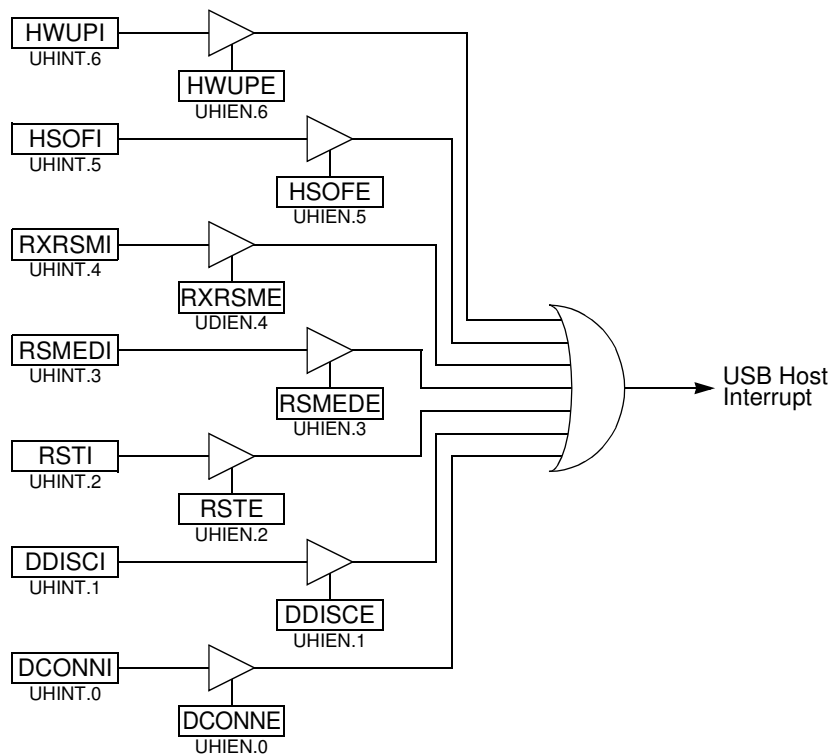 HWUPI
UHINT.6
HWUPE
UHIEN.6
HSOFI
UHINT.5
HSOFE
UHIEN.5
RXRSMI
UHINT.4
RXRSME
UDIEN.4
RSMEDI
UHINT.3
RSMEDE
UHIEN.3
USB Host
Interrupt
RSTI
UHINT.2
RSTE
UHIEN.2
DDISCI
UHINT.1
DDISCE
UHIEN.1
DCONNI
UHINT.0
DCONNE
UHIEN.0